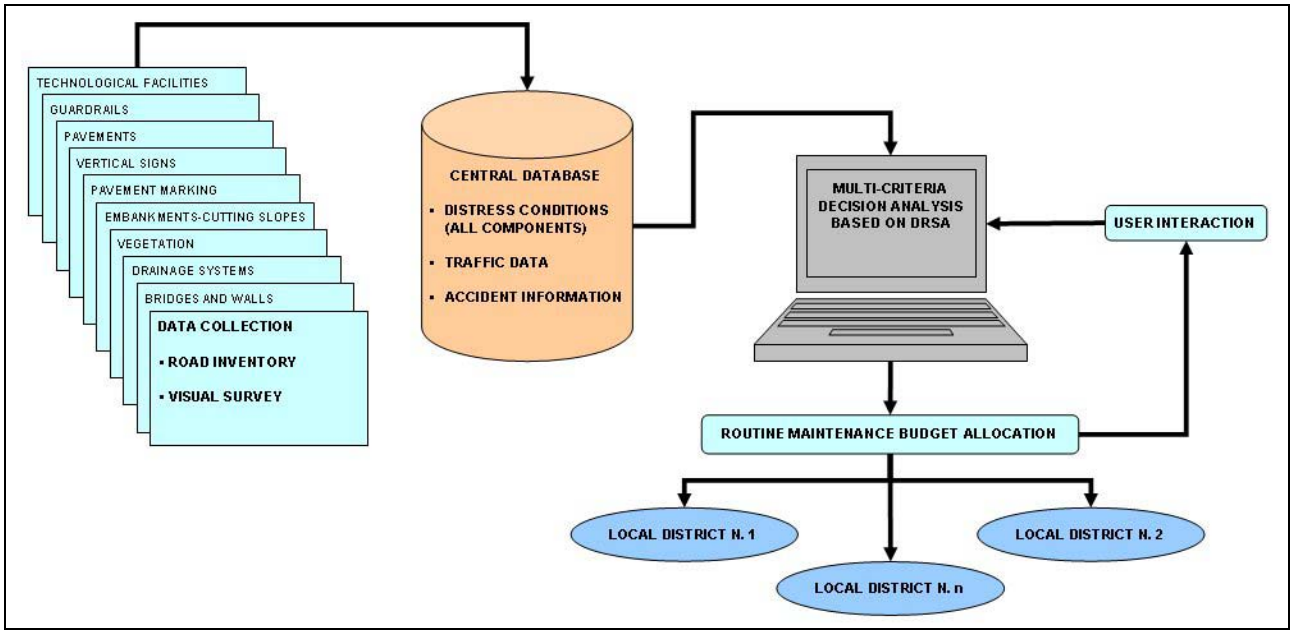 TECHNOLOGICAL FACILITIES
GUARDRAILS
PAVEMENTS
VERTICAL SIGNS
PAVEMENT MARKING
EMBANKMENTS-CUTTING SLOPES
VEGETATION
DRAINAGE SYSTEMS
BRIDGES AND WALLS
DATA COLLECTION
▪ ROAD INVENTORY
▪ VISUAL SURVEY
CENTRAL DATABASE
▪ DISTRESS CONDITIONS
(ALL COMPONENTS)
▪ TRAFFIC DATA
▪ ACCIDENT INFORMATION
MULTI-CRITERIA
DECISION ANALYSIS
BASED ON DRSA
USER INTERACTION
ROUTINE MAINTENANCE BUDGET ALLOCATION
LOCAL DISTRICT N. 1
LOCAL DISTRICT N. 2
LOCAL DISTRICT N. n